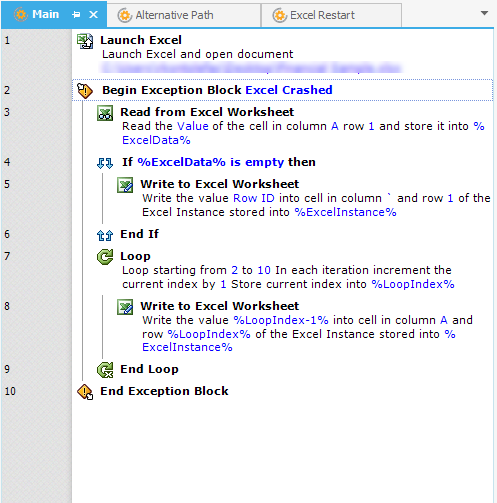 Main Alternative Path Excel Restart
1 Launch Excel
Launch Excel and open document
2 Begin Exception Block Excel Crashed
3 Read from Excel Worksheet
Read the Value of the cell in column A row 1 and store it into %
ExcelData%
4 If %ExcelData% is empty then
5 Write to Excel Worksheet
Write the value Row ID into cell in column ` and row 1 of the
Excel Instance stored into %ExcelInstance%
6 End If
7 Loop
Loop starting from 2 to 10 In each iteration increment the
current index by 1 Store current index into %LoopIndex%
8 Write to Excel Worksheet
Write the value %LoopIndex-1% into cell in column A and
row %LoopIndex% of the Excel Instance stored into %
ExcelInstance%
9 End Loop
10 End Exception Block